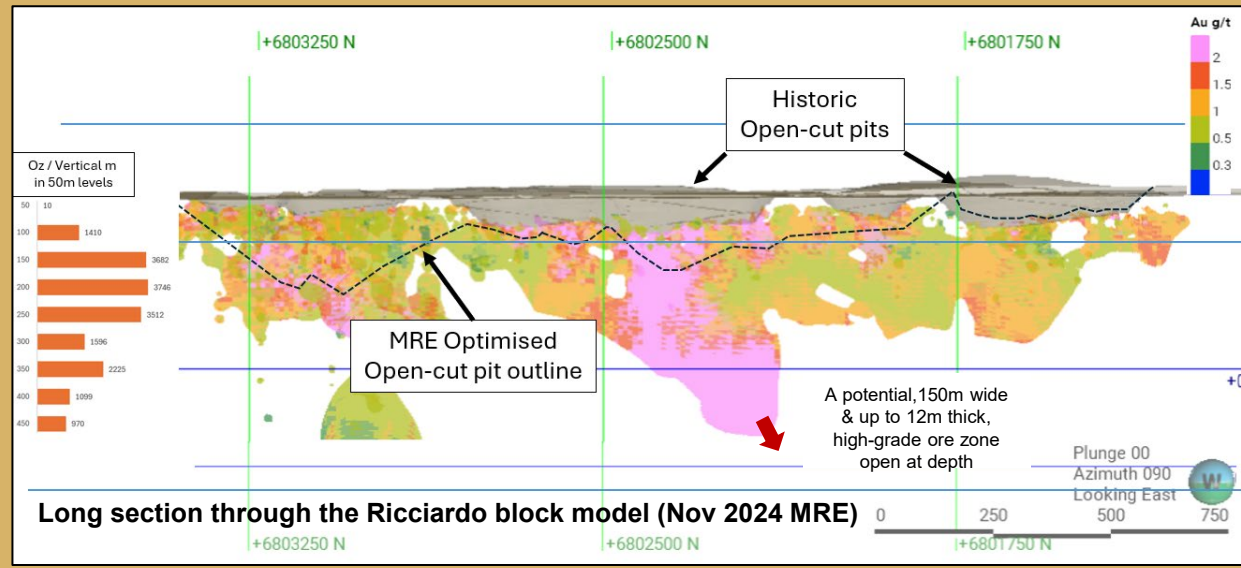 +6803250 N
+6802500 N
+6801750 N
Au g/t
2
1.5
1
0.5
0.3
Historic
Open-cut pits
Oz / Vertical m
in 50m levels
50 10
100 1410
150 3682
200 3746
250 3512
300 1596
350 2225
400 1099
450 970
MRE Optimised
Open-cut pit outline
A potential,150m wide
& up to 12m thick,
high-grade ore zone
open at depth
Plunge 00
Azimuth 090
Looking East
W
Long section through the Ricciardo block model (Nov 2024 MRE)
0 250 500 750
+6803250 N
+6802500 N
+6801750 N